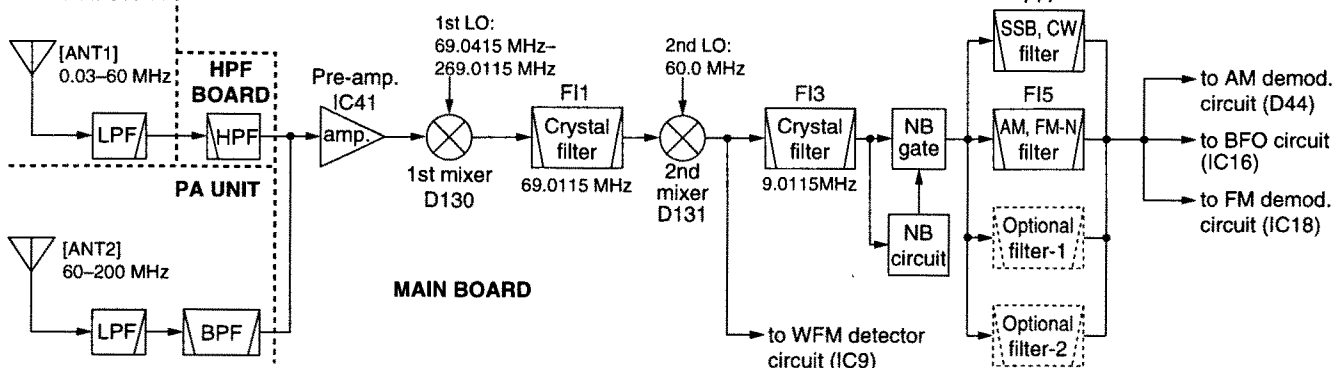 [ANT1]
0.03–60 MHz
LPF
HPF
BOARD
HPF
PA UNIT
[ANT2]
60–200 MHz
LPF
BPF
Pre-amp.
IC41
amp.
1st LO:
69.0415 MHz–
269.0115 MHz
1st mixer
D130
FI1
Crystal
filter
69.0115 MHz
2nd LO:
60.0 MHz
2nd
mixer
D131
MAIN BOARD
FI3
Crystal
filter
9.0115MHz
to WFM detector
circuit (IC9)
NB
gate
NB
circuit
SSB, CW
filter
FI5
AM, FM-N
filter
Optional
filter-1
Optional
filter-2
to AM demod.
circuit (D44)
to BFO circuit
(IC16)
to FM demod.
circuit (IC18)